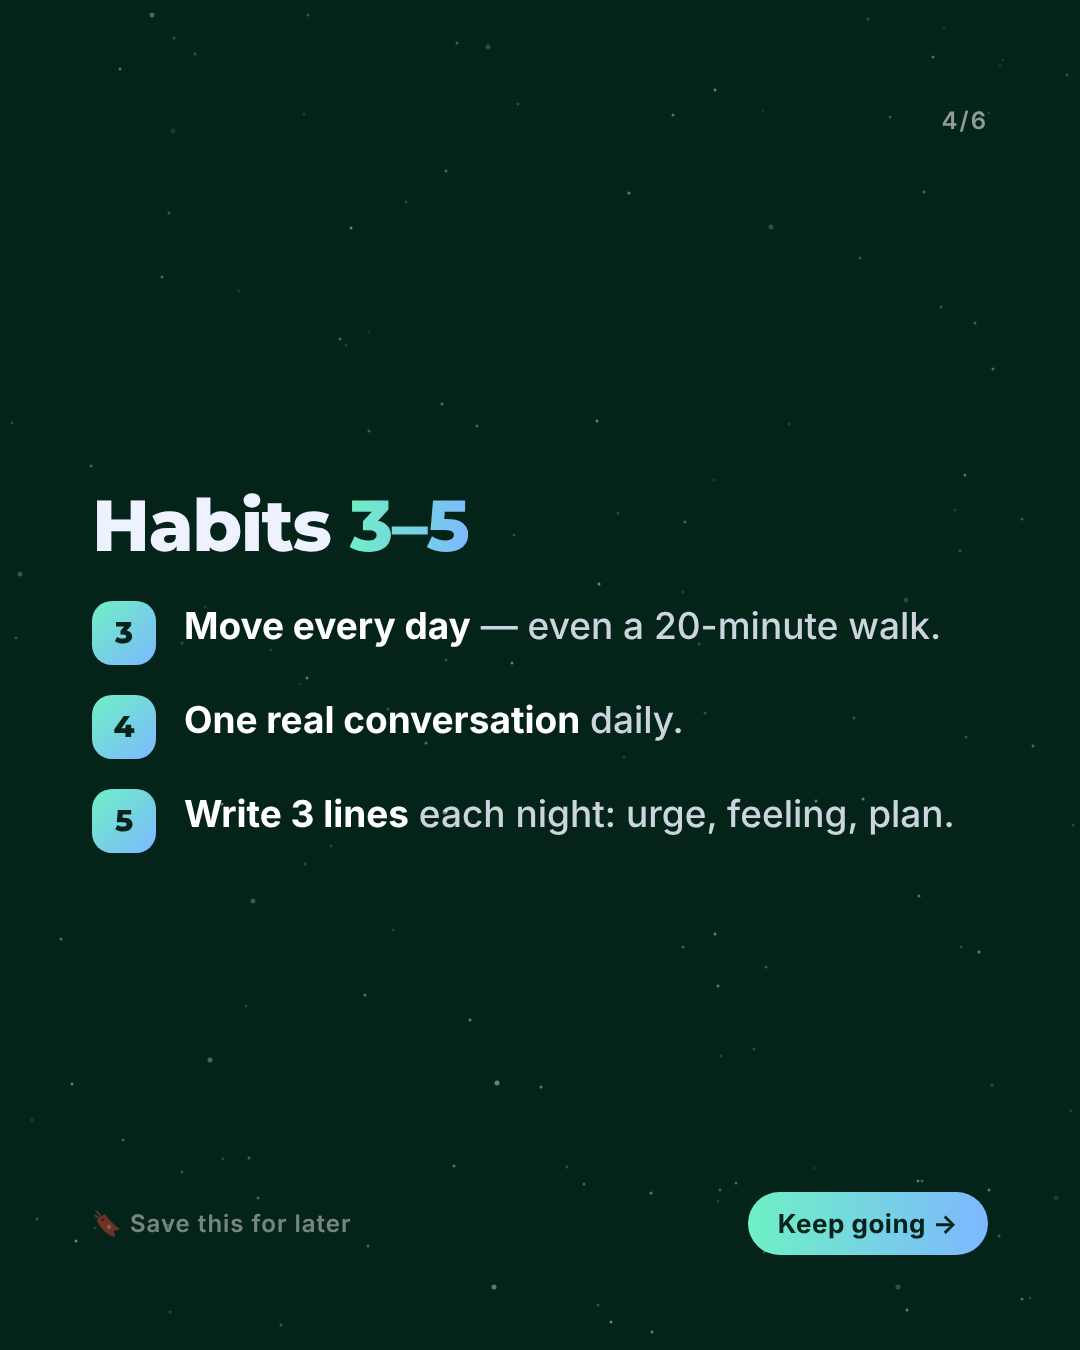 4/6
Habits 3–5
3 Move every day — even a 20-minute walk.
4 One real conversation daily.
5 Write 3 lines each night: urge, feeling, plan.
Save this for later
Keep going →